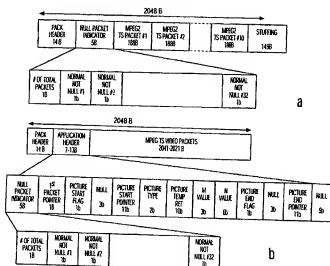 2048 B
PACK HEADER 14B
NULL PACKET INDICATOR 5B
MPEG2 TS PACKET #1 188B
MPEG2 TS PACKET #2 188B
MPEG2 TS PACKET #10 188B
STUFFING 149B
# OF TOTAL PACKETS 1B
NORMAL NOT NULL #1 1b
NORMAL NOT NULL #2 1b
NORMAL NOT NULL #32 1b
a
2048 B
PACK HEADER 14 B
APPLICATION HEADER 7-13B
MPEG TS VIDEO PACKETS 2041-2021 B
NULL PACKET INDICATOR 5B
1st PACKET POINTER 1B
PICTURE START FLAG 1b
NULL 3b
PICTURE START POINTER 11b
PICTURE TYPE 2b
PICTURE TEMP REF 10b
M VALUE 3b
N VALUE 6b
PICTURE END FLAG 1b
NULL 5b
PICTURE END POINTER 11b
NULL 9b
# OF TOTAL PACKETS 1B
NORMAL NOT NULL #1 1b
NORMAL NOT NULL #2 1b
NORMAL NOT NULL #32 1b
b